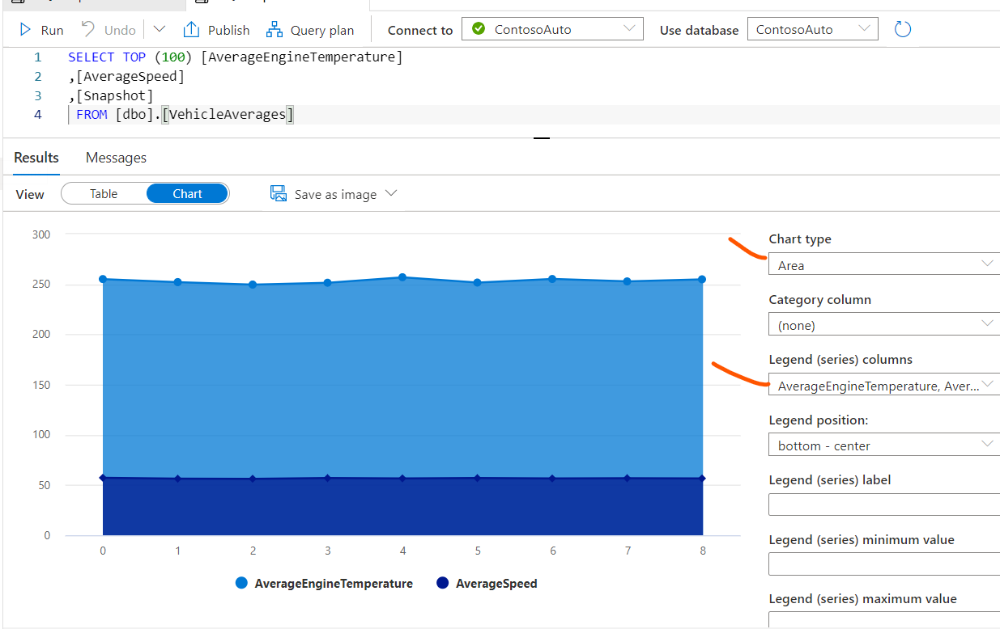 Run Undo Publish Query plan Connect to ContosoAuto Use database ContosoAuto
1 SELECT TOP (100) [AverageEngineTemperature]
2 ,[AverageSpeed]
3 ,[Snapshot]
4 FROM [dbo].[VehicleAverages]
Results Messages
View Table Chart Save as image
300
250
200
150
100
50
0
0 1 2 3 4 5 6 7 8
AverageEngineTemperature AverageSpeed
Chart type
Area
Category column
(none)
Legend (series) columns
AverageEngineTemperature, Aver...
Legend position:
bottom - center
Legend (series) label
Legend (series) minimum value
Legend (series) maximum value